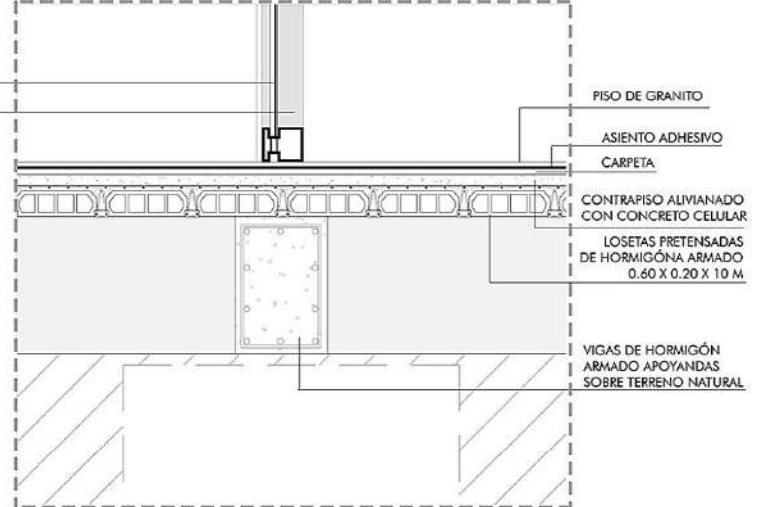 PISO DE GRANITO
ASIENTO ADHESIVO
CARPETA
CONTRAPISO ALIVIANADO
CON CONCRETO CELULAR
LOSETAS PRETENSADAS
DE HORMIGÓNA ARMADO
0.60 X 0.20 X 10 M
VIGAS DE HORMIGÓN
ARMADO APOYANDAS
SOBRE TERRENO NATURAL